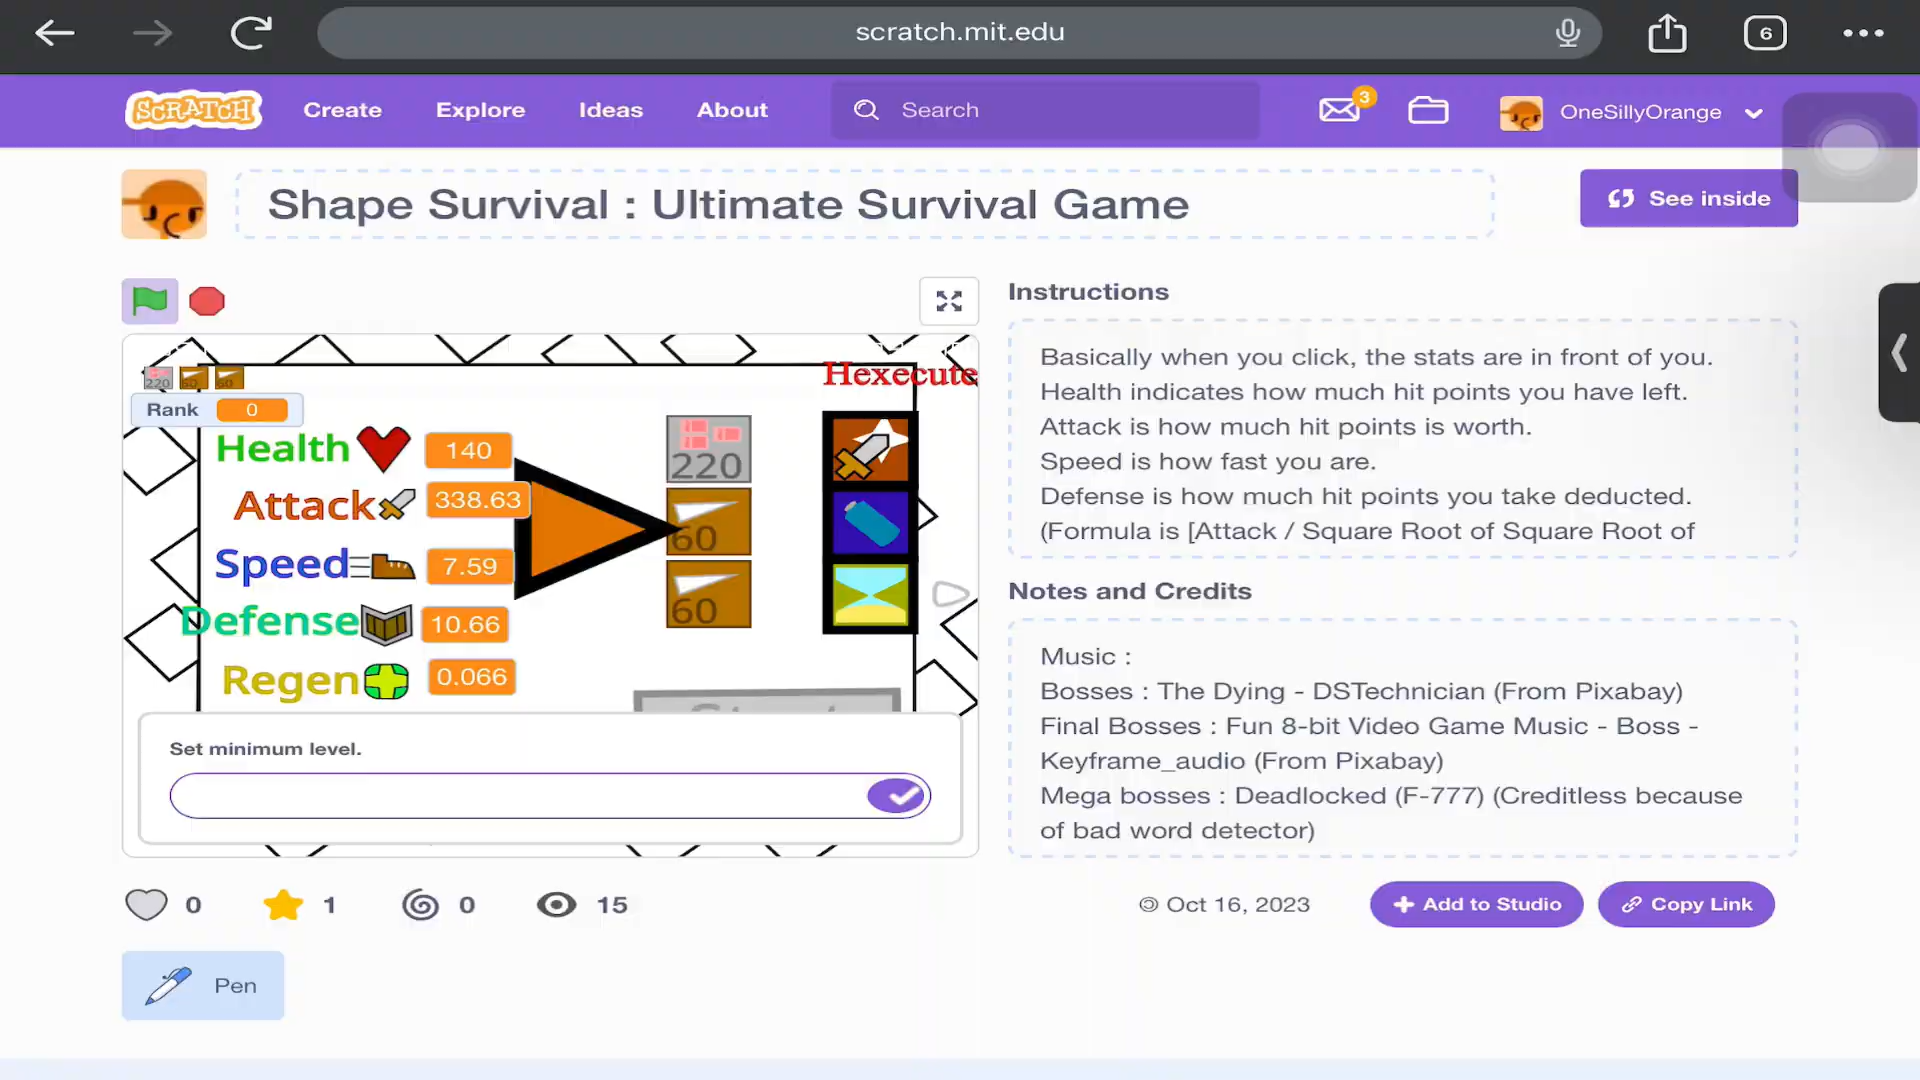 scratch.mit.edu
6
SCRATCH
Create
Explore
Ideas
About
Search
3
OneSillyOrange
Shape Survival : Ultimate Survival Game
See inside
Instructions
Basically when you click, the stats are in front of you.
Health indicates how much hit points you have left.
Attack is how much hit points is worth.
Speed is how fast you are.
Defense is how much hit points you take deducted.
(Formula is [Attack / Square Root of Square Root of
220
60
60
Hexecute
Rank 0
Health 140
Attack 338.63
Speed 7.59
Defense 10.66
Regen 0.066
220
60
60
Set minimum level.
Notes and Credits
Music :
Bosses : The Dying - DSTechnician (From Pixabay)
Final Bosses : Fun 8-bit Video Game Music - Boss -
Keyframe_audio (From Pixabay)
Mega bosses : Deadlocked (F-777) (Creditless because
of bad word detector)
0
1
0
15
© Oct 16, 2023
Add to Studio
Copy Link
Pen